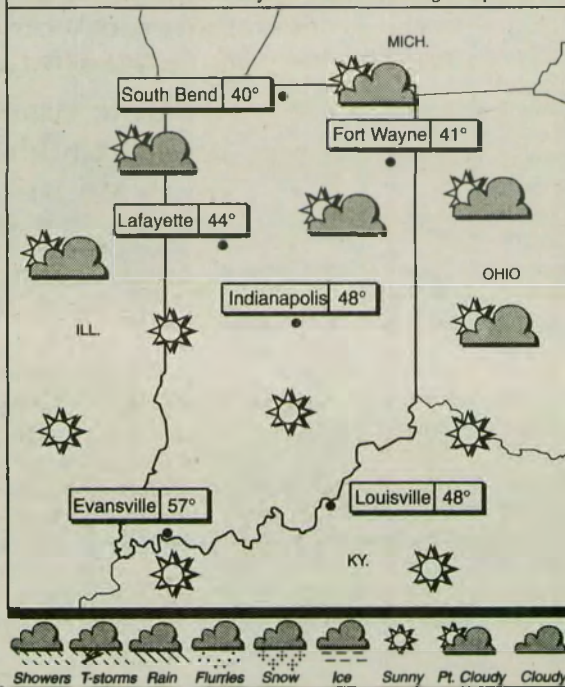 MICH.
South Bend 40°
Fort Wayne 41°
Lafayette 44°
OHIO
Indianapolis 48°
ILL.
Evansville 57°
Louisville 48°
KY.
Showers T-storms Rain Flurries Snow Ice Sunny Pt. Cloudy Cloudy